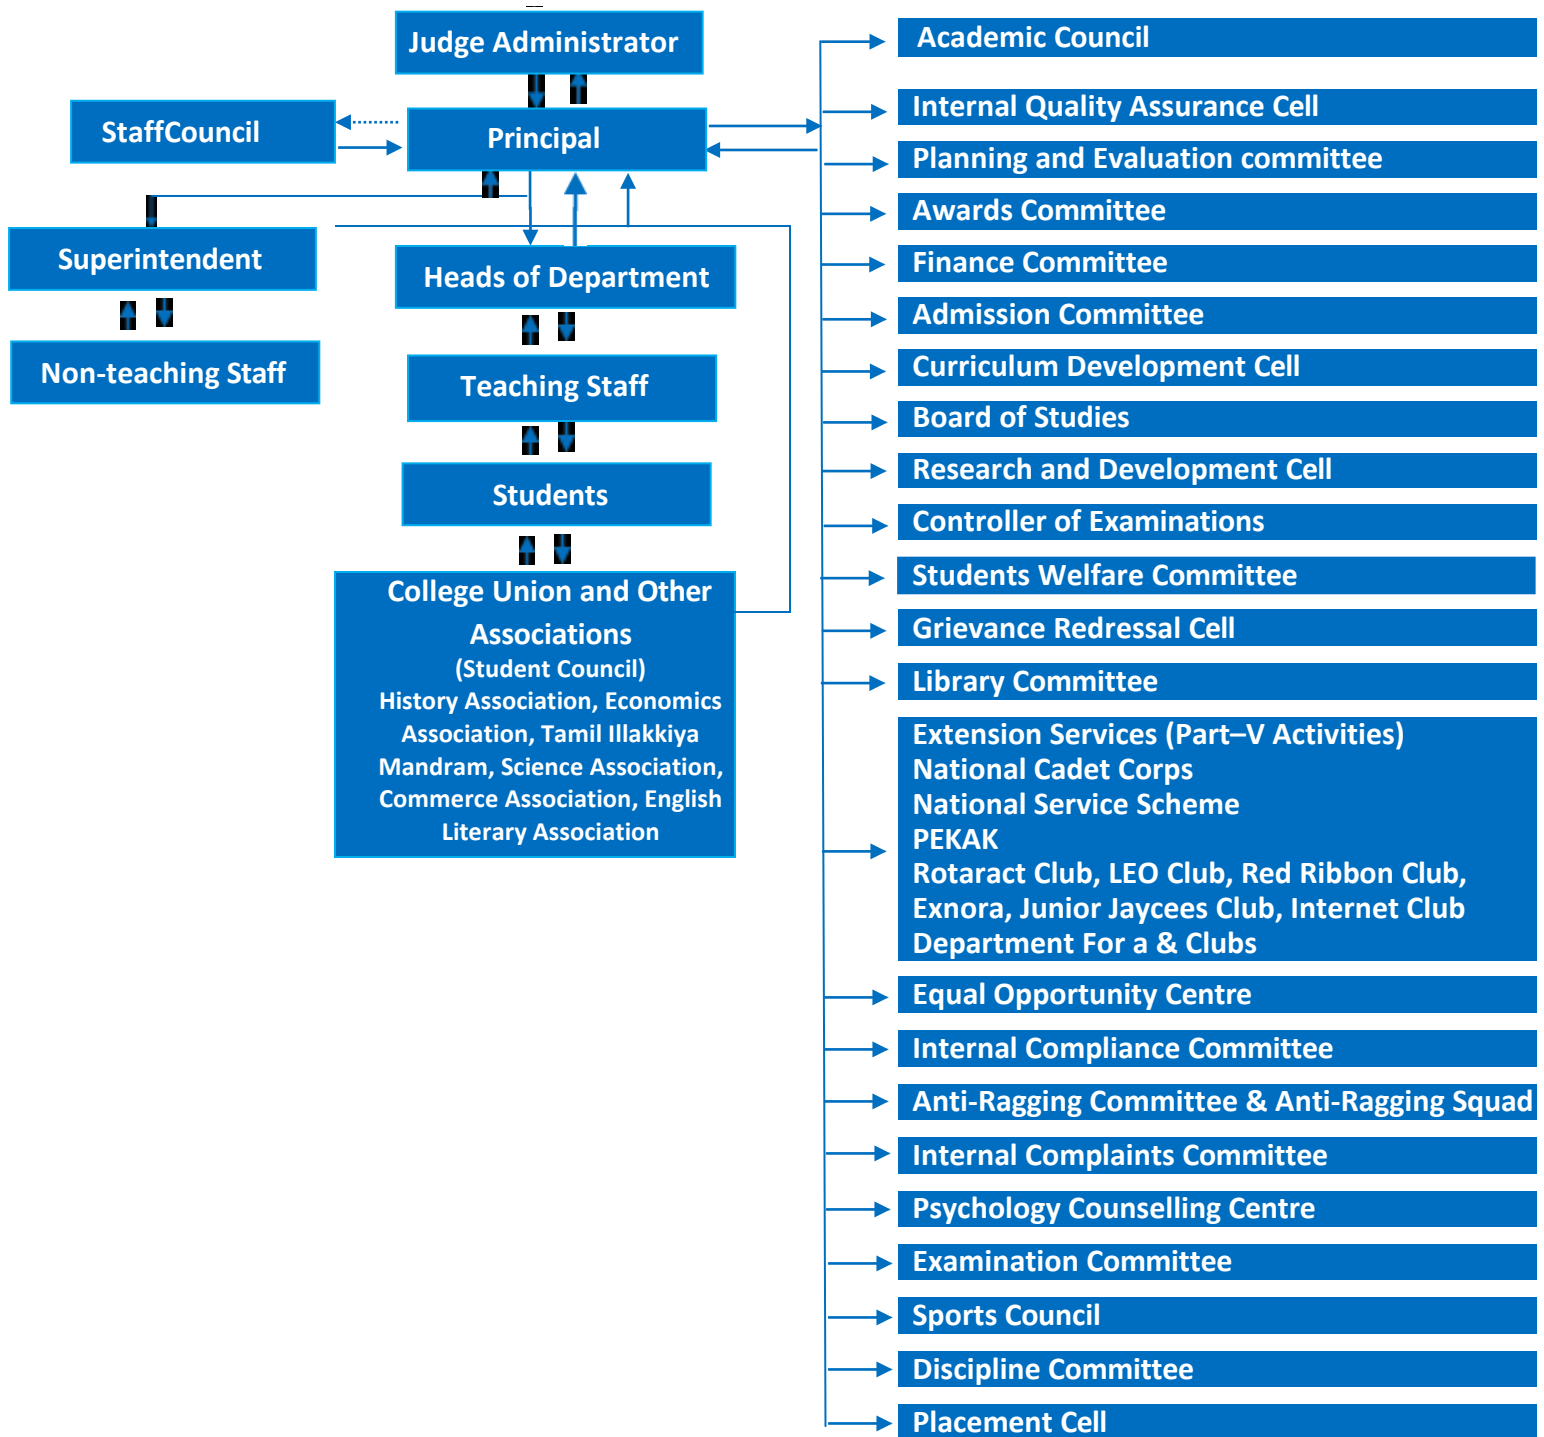 Judge Administrator
StaffCouncil
Principal
Superintendent
Heads of Department
Non-teaching Staff
Teaching Staff
Students
College Union and Other
Associations
(Student Council)
History Association, Economics
Association, Tamil Illakkiya
Mandram, Science Association,
Commerce Association, English
Literary Association
Academic Council
Internal Quality Assurance Cell
Planning and Evaluation committee
Awards Committee
Finance Committee
Admission Committee
Curriculum Development Cell
Board of Studies
Research and Development Cell
Controller of Examinations
Students Welfare Committee
Grievance Redressal Cell
Library Committee
Extension Services (Part–V Activities)
National Cadet Corps
National Service Scheme
PEKAK
Rotaract Club, LEO Club, Red Ribbon Club,
Exnora, Junior Jaycees Club, Internet Club
Department For a & Clubs
Equal Opportunity Centre
Internal Compliance Committee
Anti-Ragging Committee & Anti-Ragging Squad
Internal Complaints Committee
Psychology Counselling Centre
Examination Committee
Sports Council
Discipline Committee
Placement Cell